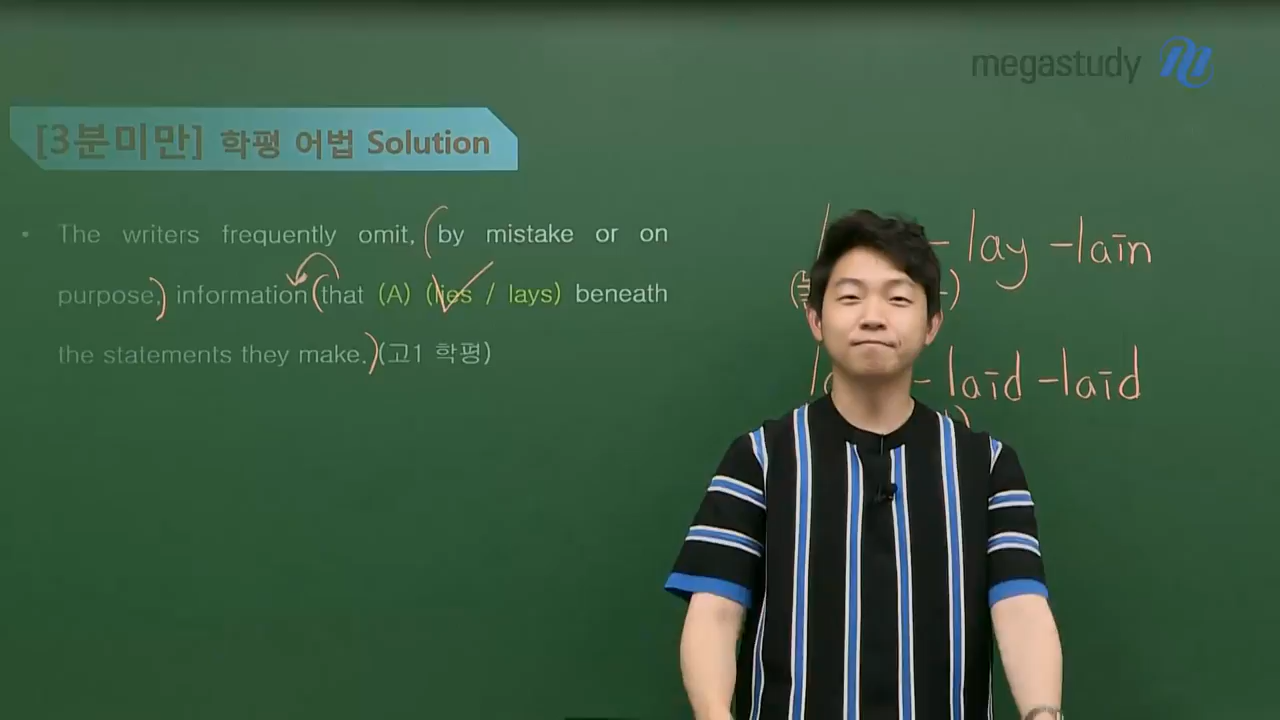 megastudy
[3분미만] 학평 어법 Solution
• The writers frequently omit, (by mistake or on
purpose,) information (that (A) (lies / lays) beneath
the statements they make.) (고1 학평)
– lay – lain
– laid – laid